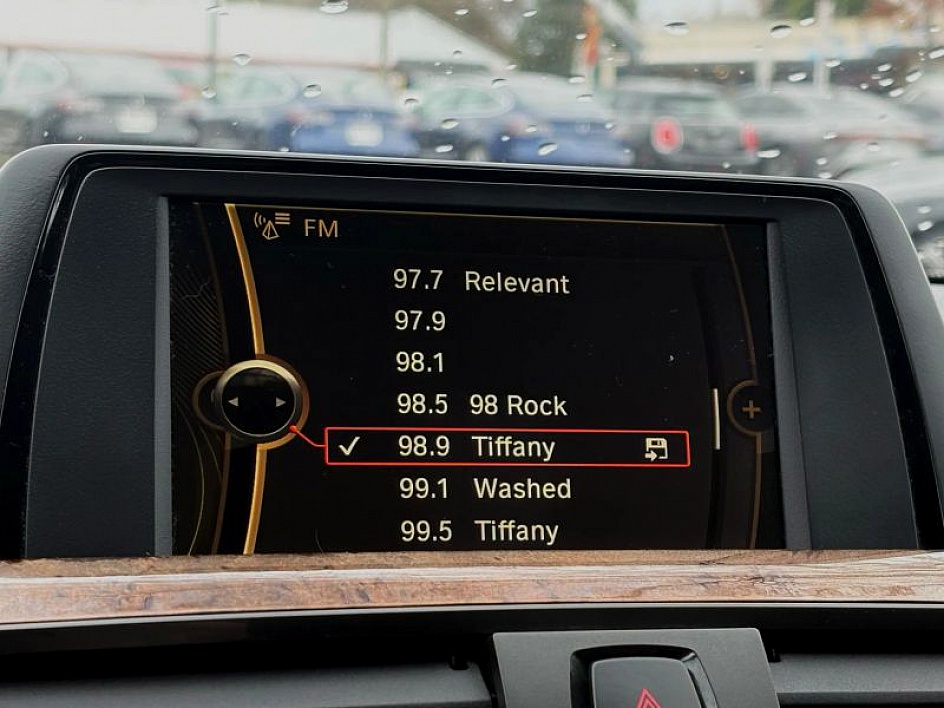 FM
97.7 Relevant
97.9
98.1
98.5 98 Rock
98.9 Tiffany
99.1 Washed
99.5 Tiffany